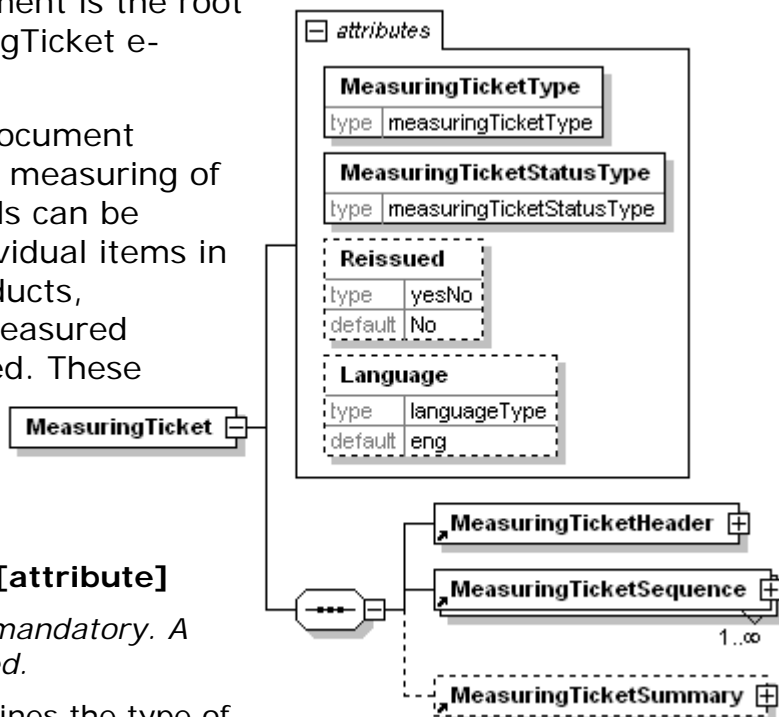 ment is the root
gTicket e-
ocument
measuring of
ls can be
vidual items in
ducts,
easured
ed. These
[attribute]
mandatory. A
ed.
ines the type of
attributes
MeasuringTicketType
type measuringTicketType
MeasuringTicketStatusType
type measuringTicketStatusType
Reissued
type yesNo
default No
Language
type languageType
default eng
MeasuringTicket
MeasuringTicketHeader
MeasuringTicketSequence
1..∞
MeasuringTicketSummary